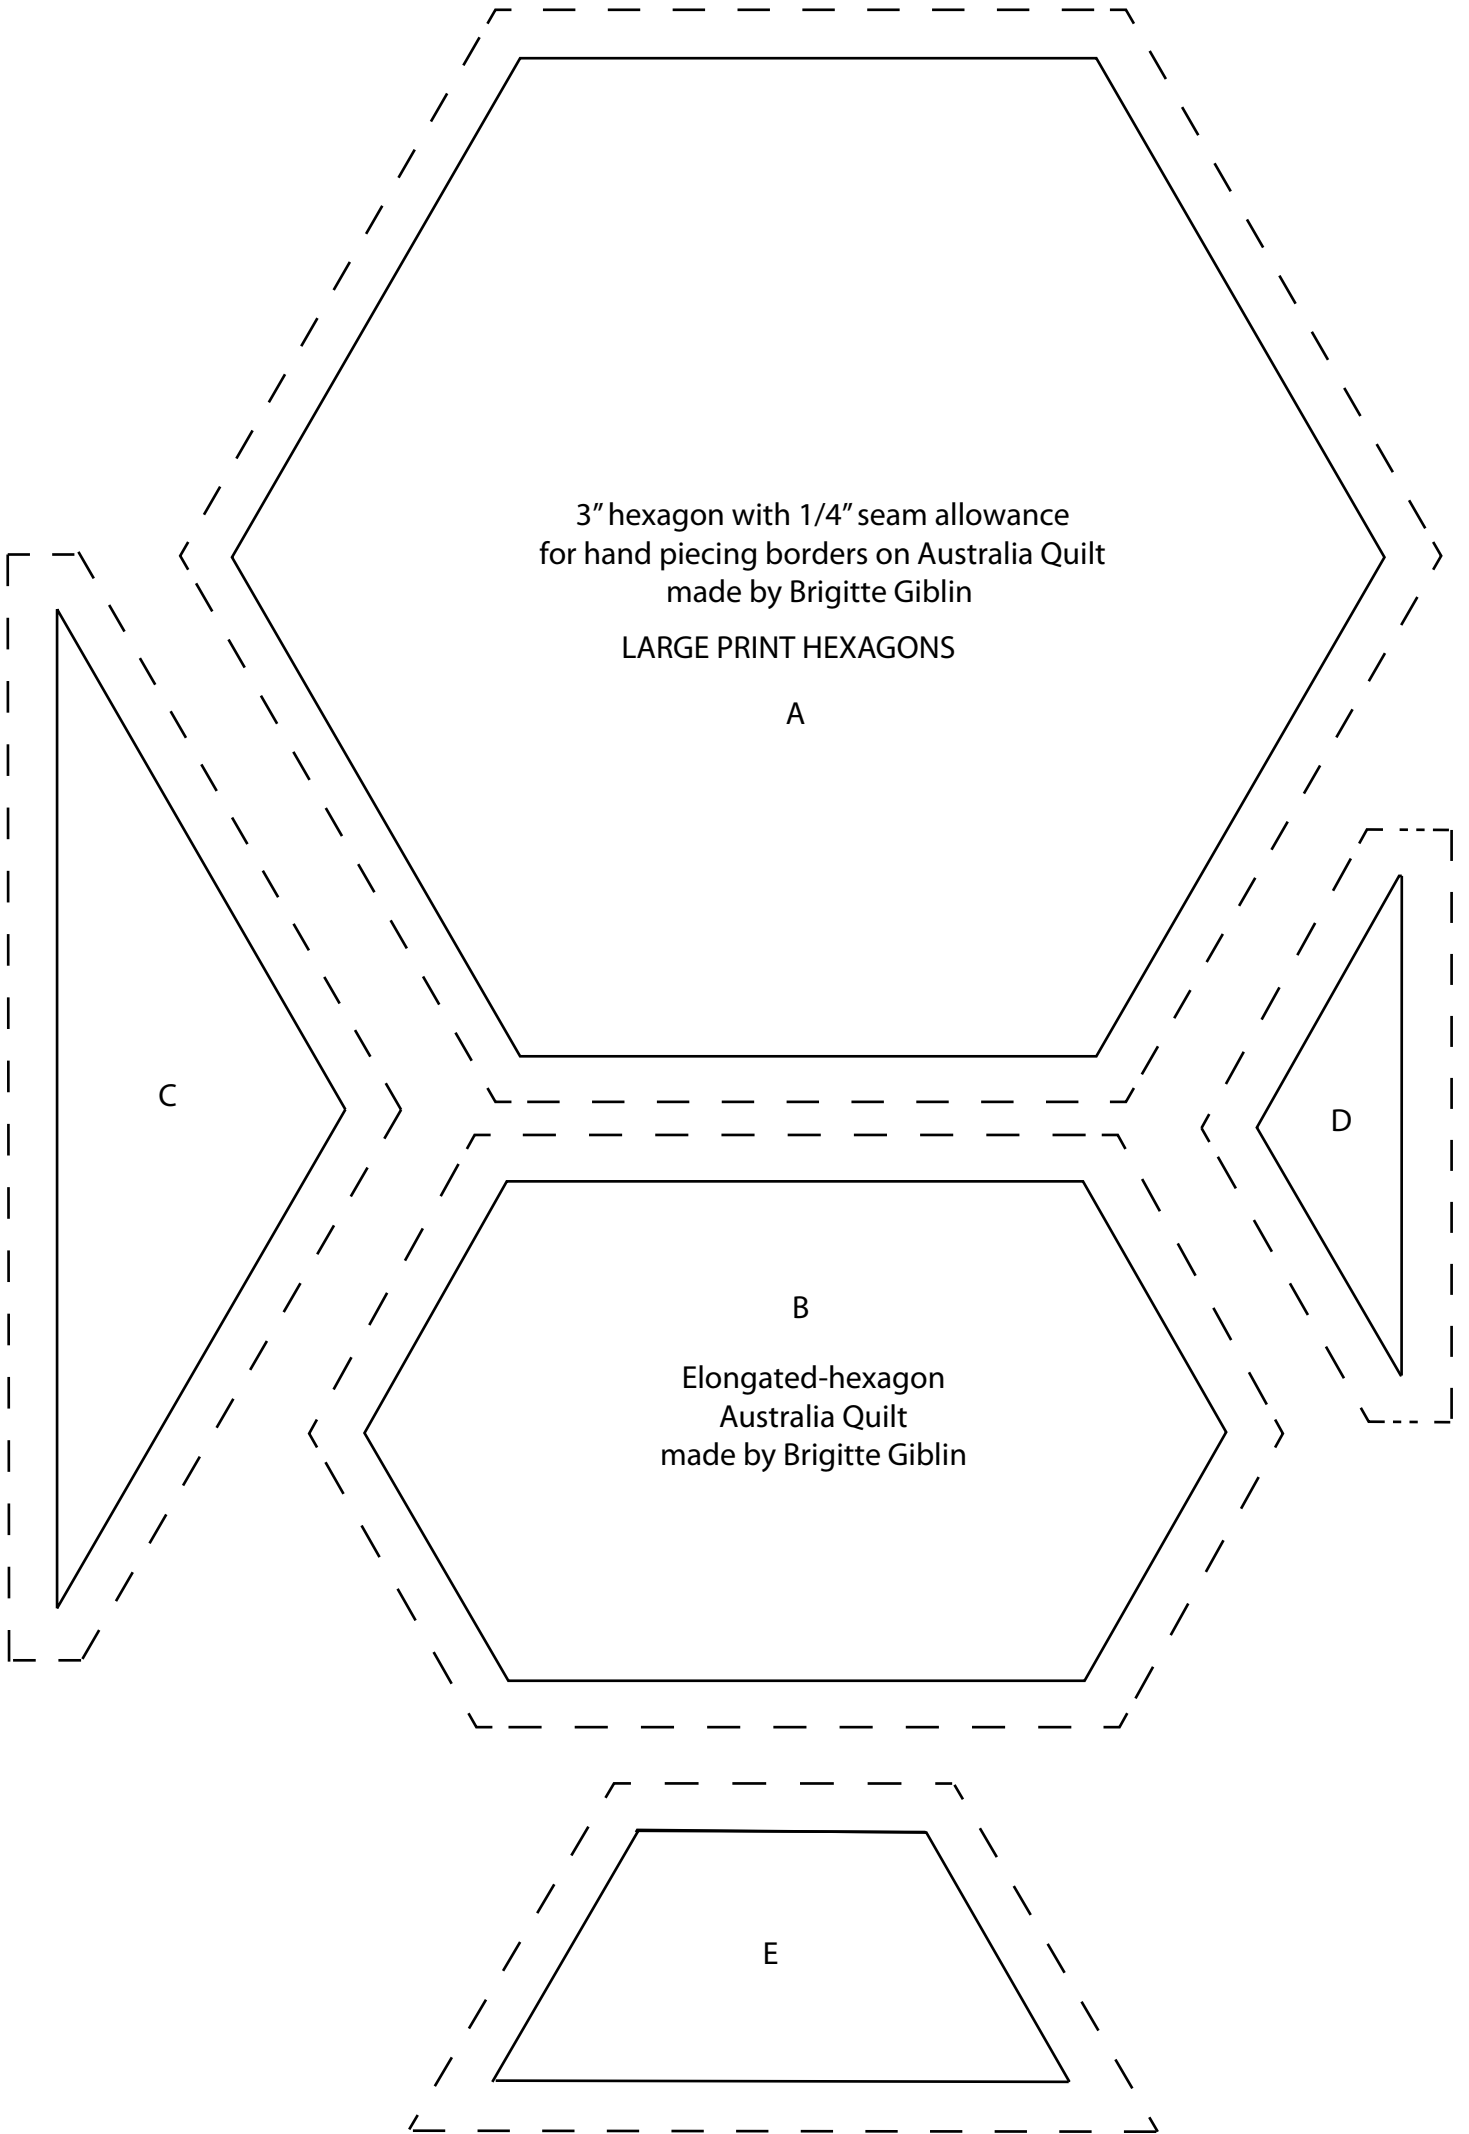 3” hexagon with 1/4” seam allowance
for hand piecing borders on Australia Quilt
made by Brigitte Giblin
LARGE PRINT HEXAGONS
A
C
D
B
Elongated-hexagon
Australia Quilt
made by Brigitte Giblin
E